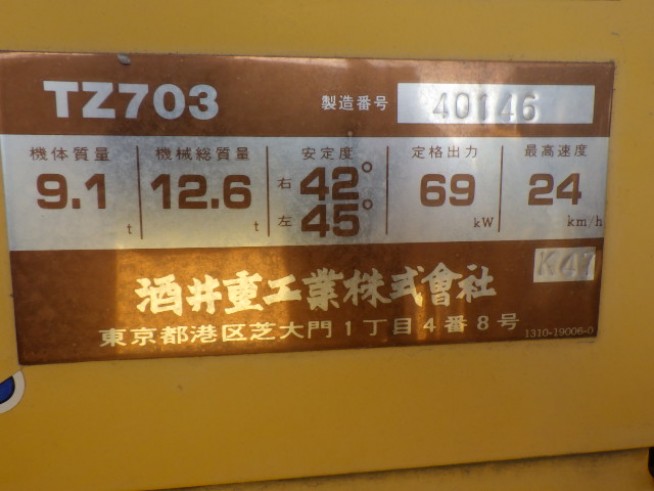 TZ703 製造番号 40146
機体質量 機械総質量 安定度 定格出力 最高速度
9.1 t 12.6 t 右 42° 左 45° 69 kW 24 km/h
K47
酒井重工業株式會社
東京都港区芝大門1丁目4番8号
1310-19006-0